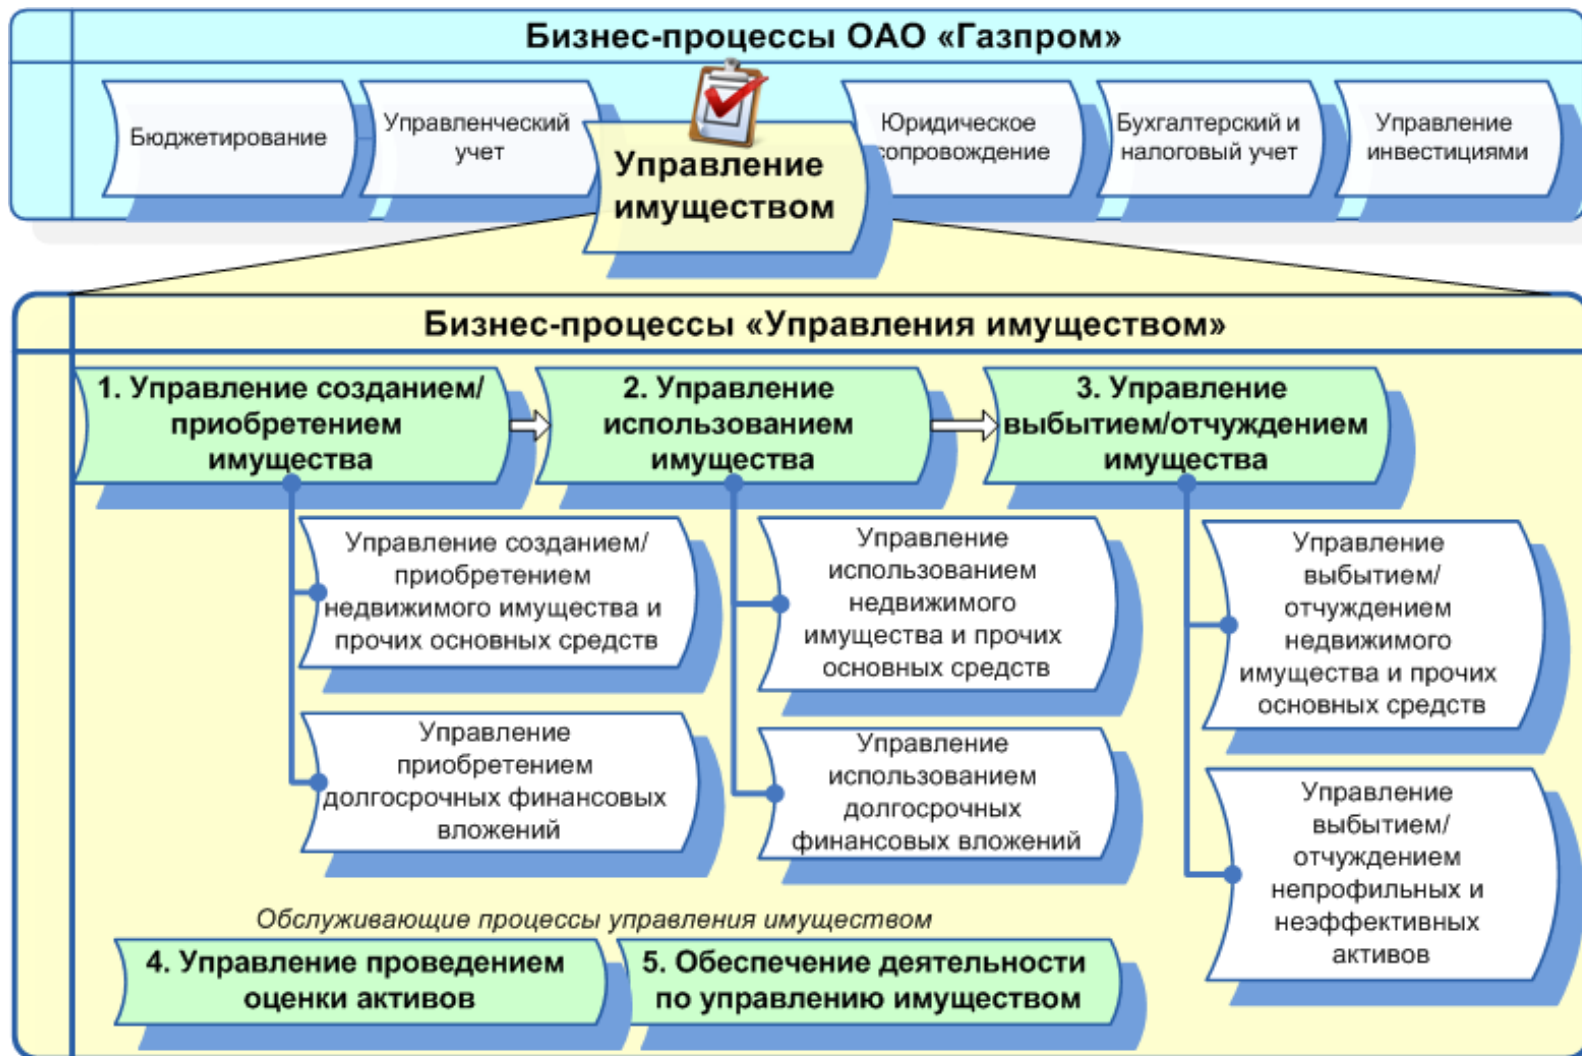 Бизнес-процессы ОАО «Газпром»
Бюджетирование
Управленческий
учет
Управление
имуществом
Юридическое
сопровождение
Бухгалтерский и
налоговый учет
Управление
инвестициями
Бизнес-процессы «Управления имуществом»
1. Управление созданием/
приобретением
имущества
2. Управление
использованием
имущества
3. Управление
выбытием/отчуждением
имущества
Управление созданием/
приобретением
недвижимого имущества и
прочих основных средств
Управление
приобретением
долгосрочных финансовых
вложений
Управление
использованием
недвижимого
имущества и прочих
основных средств
Управление
использованием
долгосрочных
финансовых вложений
Управление
выбытием/
отчуждением
недвижимого
имущества и прочих
основных средств
Управление
выбытием/
отчуждением
непрофильных и
неэффективных
активов
Обслуживающие процессы управления имуществом
4. Управление проведением
оценки активов
5. Обеспечение деятельности
по управлению имуществом